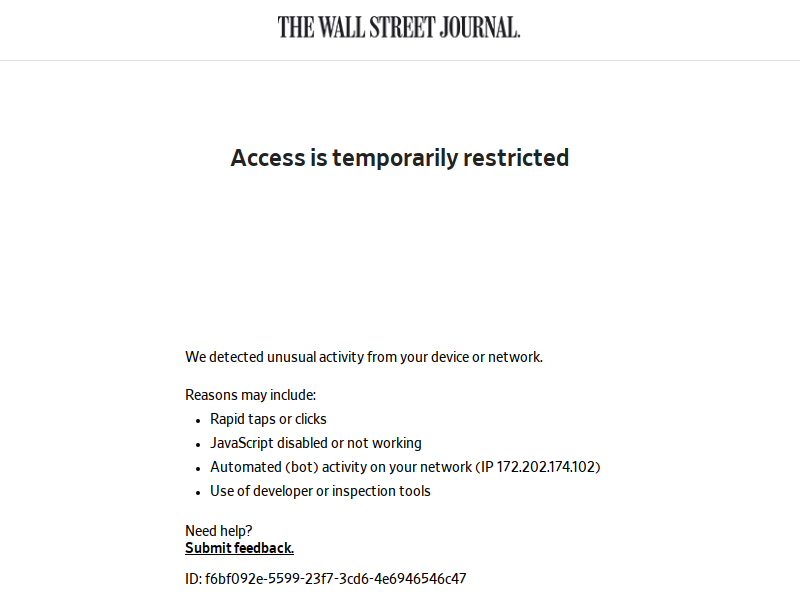 THE WALL STREET JOURNAL.
Access is temporarily restricted
We detected unusual activity from your device or network.
Reasons may include:
• Rapid taps or clicks
• JavaScript disabled or not working
• Automated (bot) activity on your network (IP 172.202.174.102)
• Use of developer or inspection tools
Need help?
Submit feedback.
ID: f6bf092e-5599-23f7-3cd6-4e6946546c47